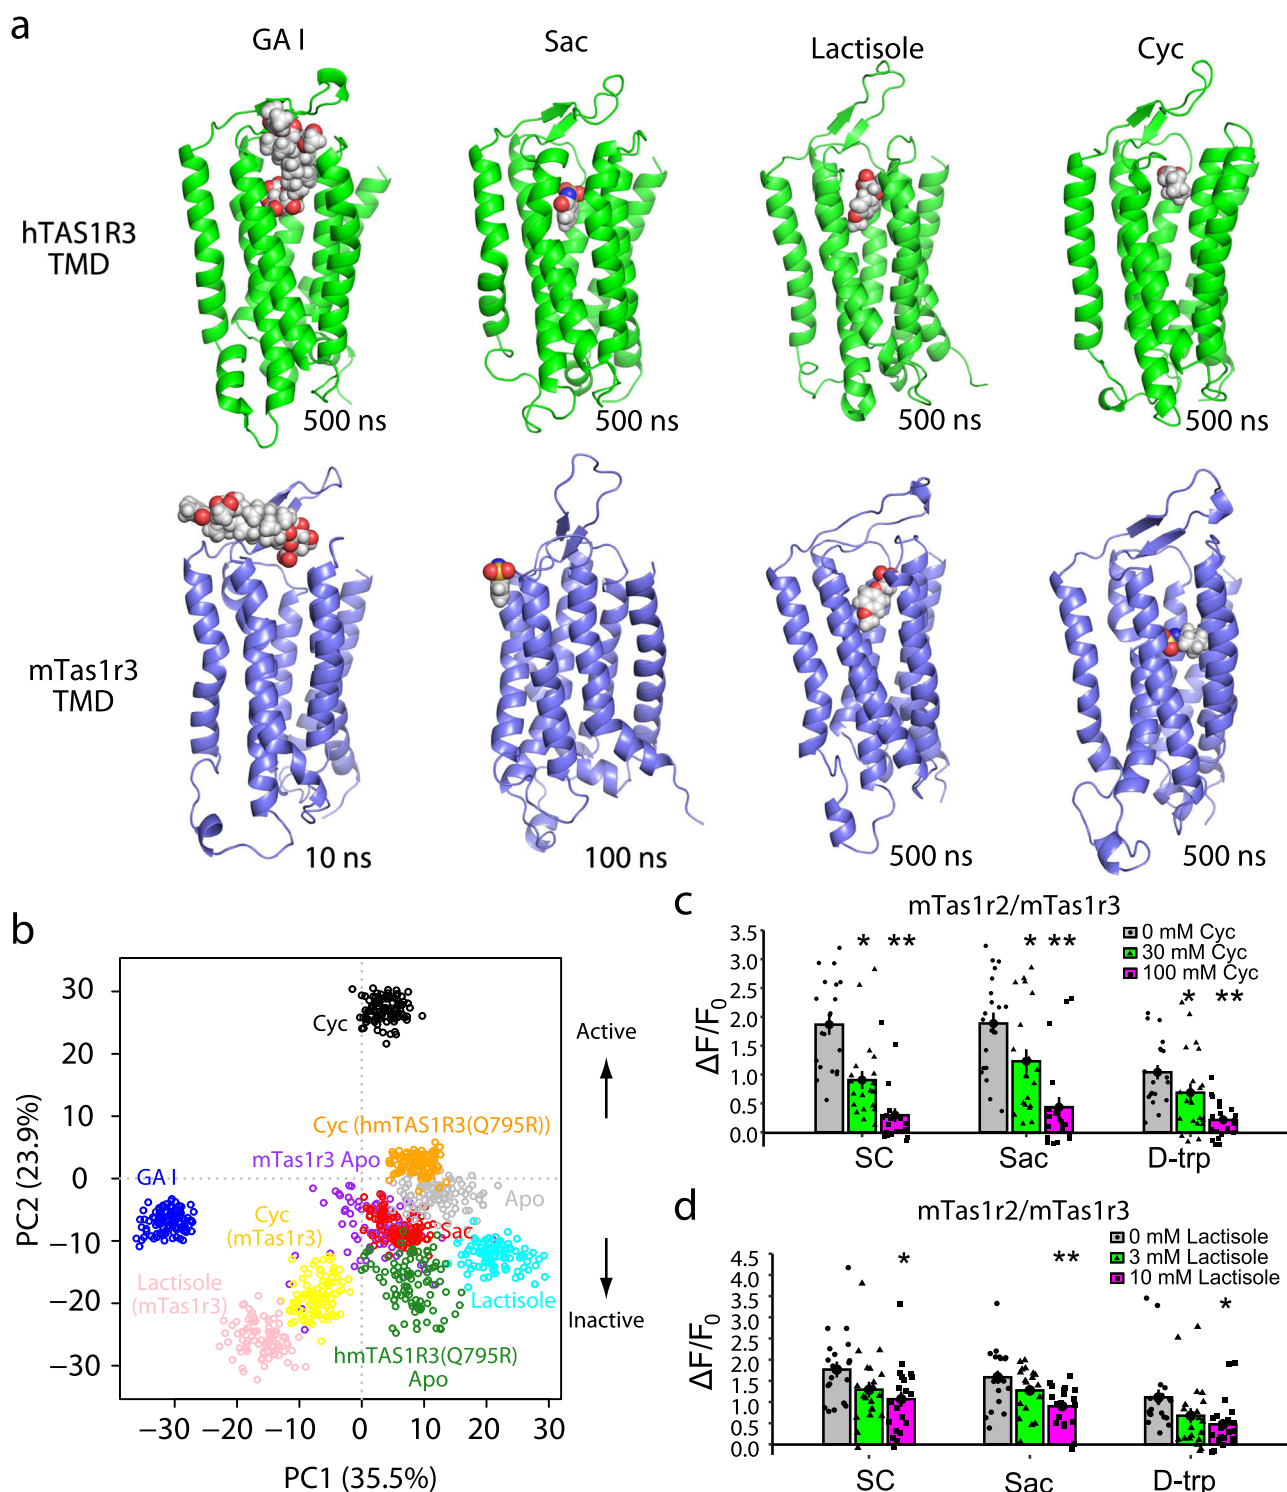 a
GA I
Sac
Lactisole
Cyc
hTAS1R3
TMD
500 ns
500 ns
500 ns
500 ns
mTas1r3
TMD
10 ns
100 ns
500 ns
500 ns
b
30
20
10
0
−10
−20
−30
PC2 (23.9%)
−30
−20
−10
0
10
20
30
PC1 (35.5%)
Cyc
Cyc (hmTAS1R3(Q795R))
mTas1r3 Apo
GA I
Apo
Cyc
(mTas1r3)
Sac
Lactisole
(mTas1r3)
Lactisole
hmTAS1R3(Q795R)
Apo
Active
Inactive
c
mTas1r2/mTas1r3
0 mM Cyc
30 mM Cyc
100 mM Cyc
3.5
3.0
2.5
2.0
1.5
1.0
0.5
0.0
ΔF/F0
* **
* **
* **
SC
Sac
D-trp
d
mTas1r2/mTas1r3
0 mM Lactisole
3 mM Lactisole
10 mM Lactisole
4.5
3.5
3.0
2.5
2.0
1.5
1.0
0.5
0.0
ΔF/F0
*
**
*
SC
Sac
D-trp